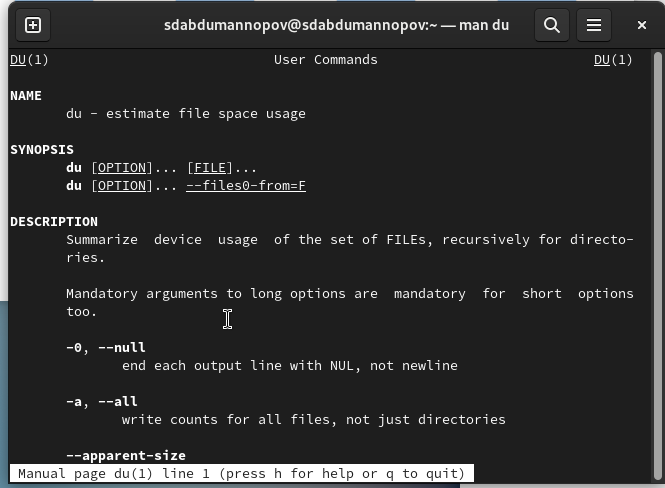 sdabdumannopov@sdabdumannopov:~ — man du
DU(1) User Commands DU(1)
NAME
du - estimate file space usage
SYNOPSIS
du [OPTION]... [FILE]...
du [OPTION]... --files0-from=F
DESCRIPTION
Summarize device usage of the set of FILEs, recursively for directo-
ries.
Mandatory arguments to long options are mandatory for short options
too.
-0, --null
end each output line with NUL, not newline
-a, --all
write counts for all files, not just directories
--apparent-size
Manual page du(1) line 1 (press h for help or q to quit)